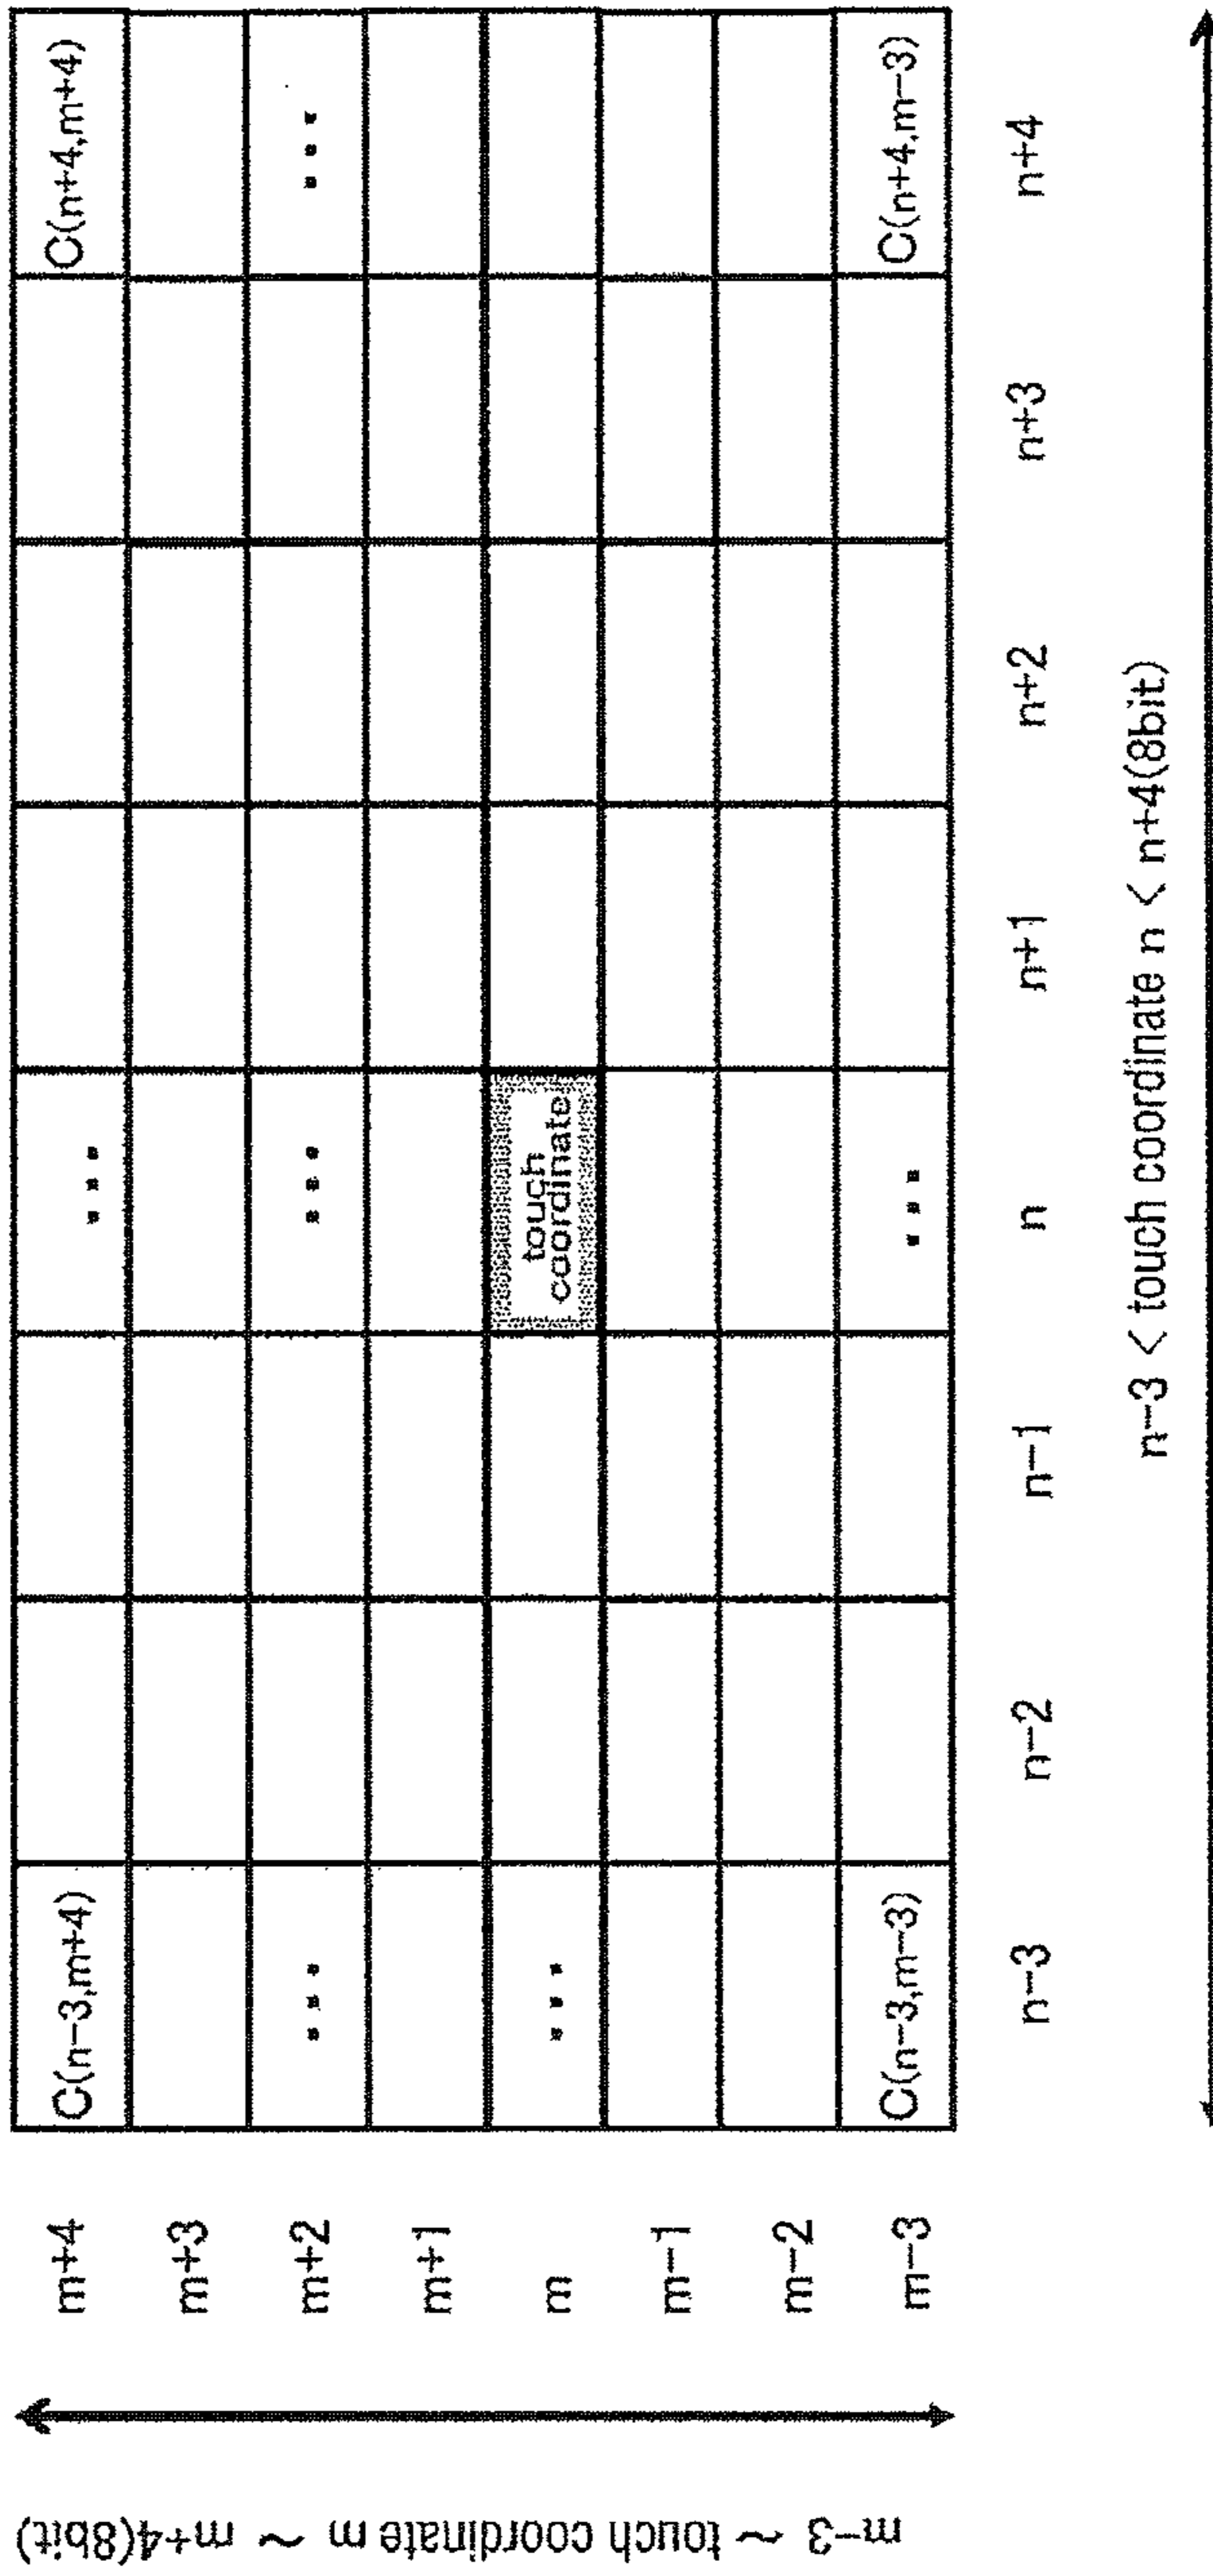 m-3 ~ touch coordinate m ~ m+4(8bit)
m+4 C(n-3,m+4) ... C(n+4,m+4)
m+3
m+2 ... ... ...
m+1
m ... touch
coordinate
m-1
m-2
m-3 C(n-3,m-3) ... C(n+4,m-3)
n-3 n-2 n-1 n n+1 n+2 n+3 n+4
n-3 < touch coordinate n < n+4(8bit)